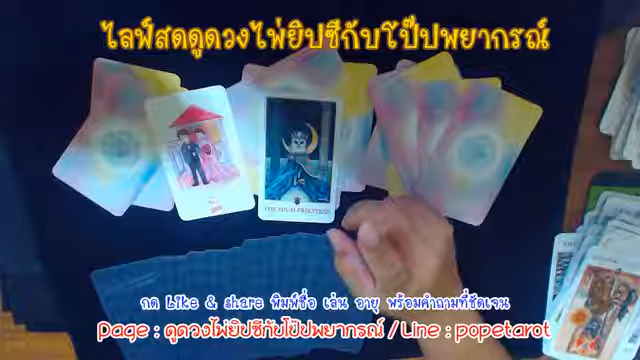 ไลฟ์สดดูดวงไพ่ยิปซีกับโป๊ปพยากรณ์
THE HIGH PRIESTESS
กด Like & share พิมพ์ชื่อ เล่น อายุ พร้อมคำถามที่ชัดเจน
Page : ดูดวงไพ่ยิปซีกับโป๊ปพยากรณ์ / Line : popetarot